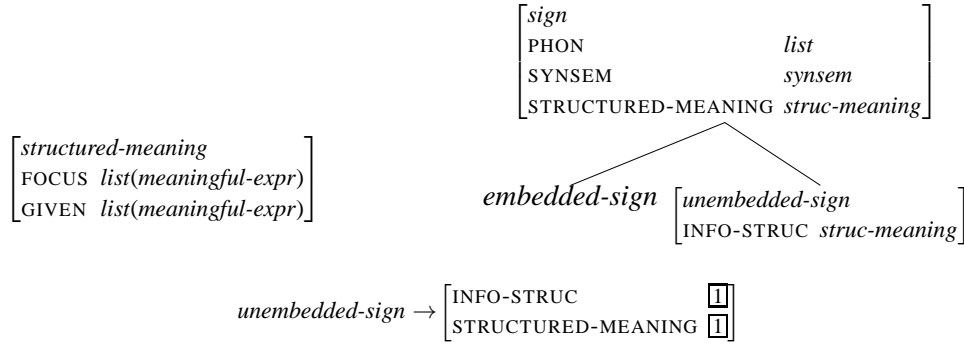 sign
PHON list
SYNSEM synsem
STRUCTURED-MEANING struc-meaning
structured-meaning
FOCUS list(meaningful-expr)
GIVEN list(meaningful-expr)
embedded-sign
unembedded-sign
INFO-STRUC struc-meaning
unembedded-sign → INFO-STRUC 1
STRUCTURED-MEANING 1